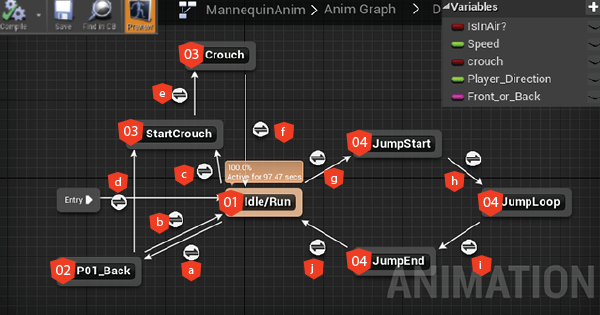 MannequinAnim > Anim Graph > D
Compile Save Find in CB Preview
Variables
IsInAir?
Speed
crouch
Player_Direction
Front_or_Back
03 Crouch
e
03 StartCrouch
f
04 JumpStart
c
100.0%
Active for 97.47 secs
g
h
d
Entry
01 Idle/Run
04 JumpLoop
b
02 P01_Back
a
j
04 JumpEnd
i
ANIMATION